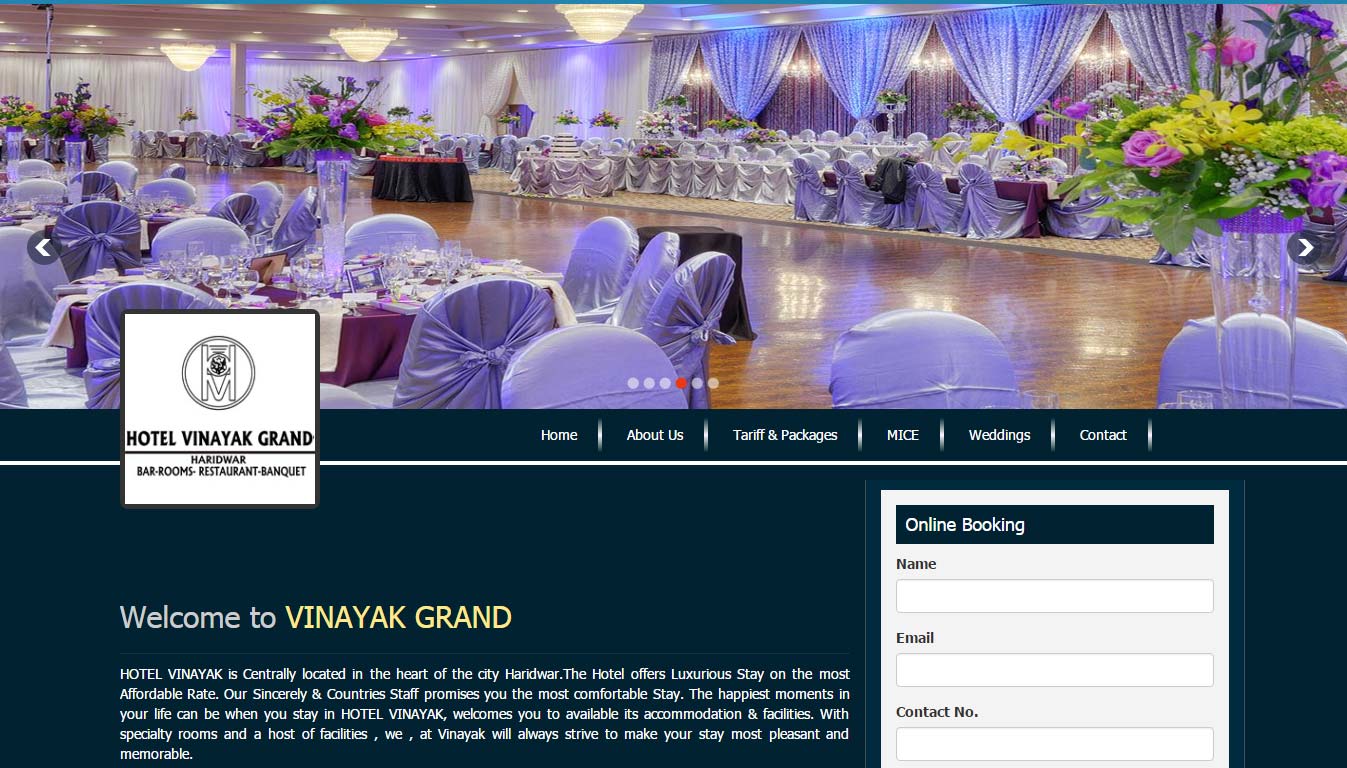 HM
HOTEL VINAYAK GRAND
HARIDWAR
BAR-ROOMS- RESTAURANT-BANQUET
Home
About Us
Tariff & Packages
MICE
Weddings
Contact
Welcome to VINAYAK GRAND
HOTEL VINAYAK is Centrally located in the heart of the city Haridwar.The Hotel offers Luxurious Stay on the most
Affordable Rate. Our Sincerely & Countries Staff promises you the most comfortable Stay. The happiest moments in
your life can be when you stay in HOTEL VINAYAK, welcomes you to available its accommodation & facilities. With
specialty rooms and a host of facilities , we , at Vinayak will always strive to make your stay most pleasant and
memorable.
Online Booking
Name
Email
Contact No.